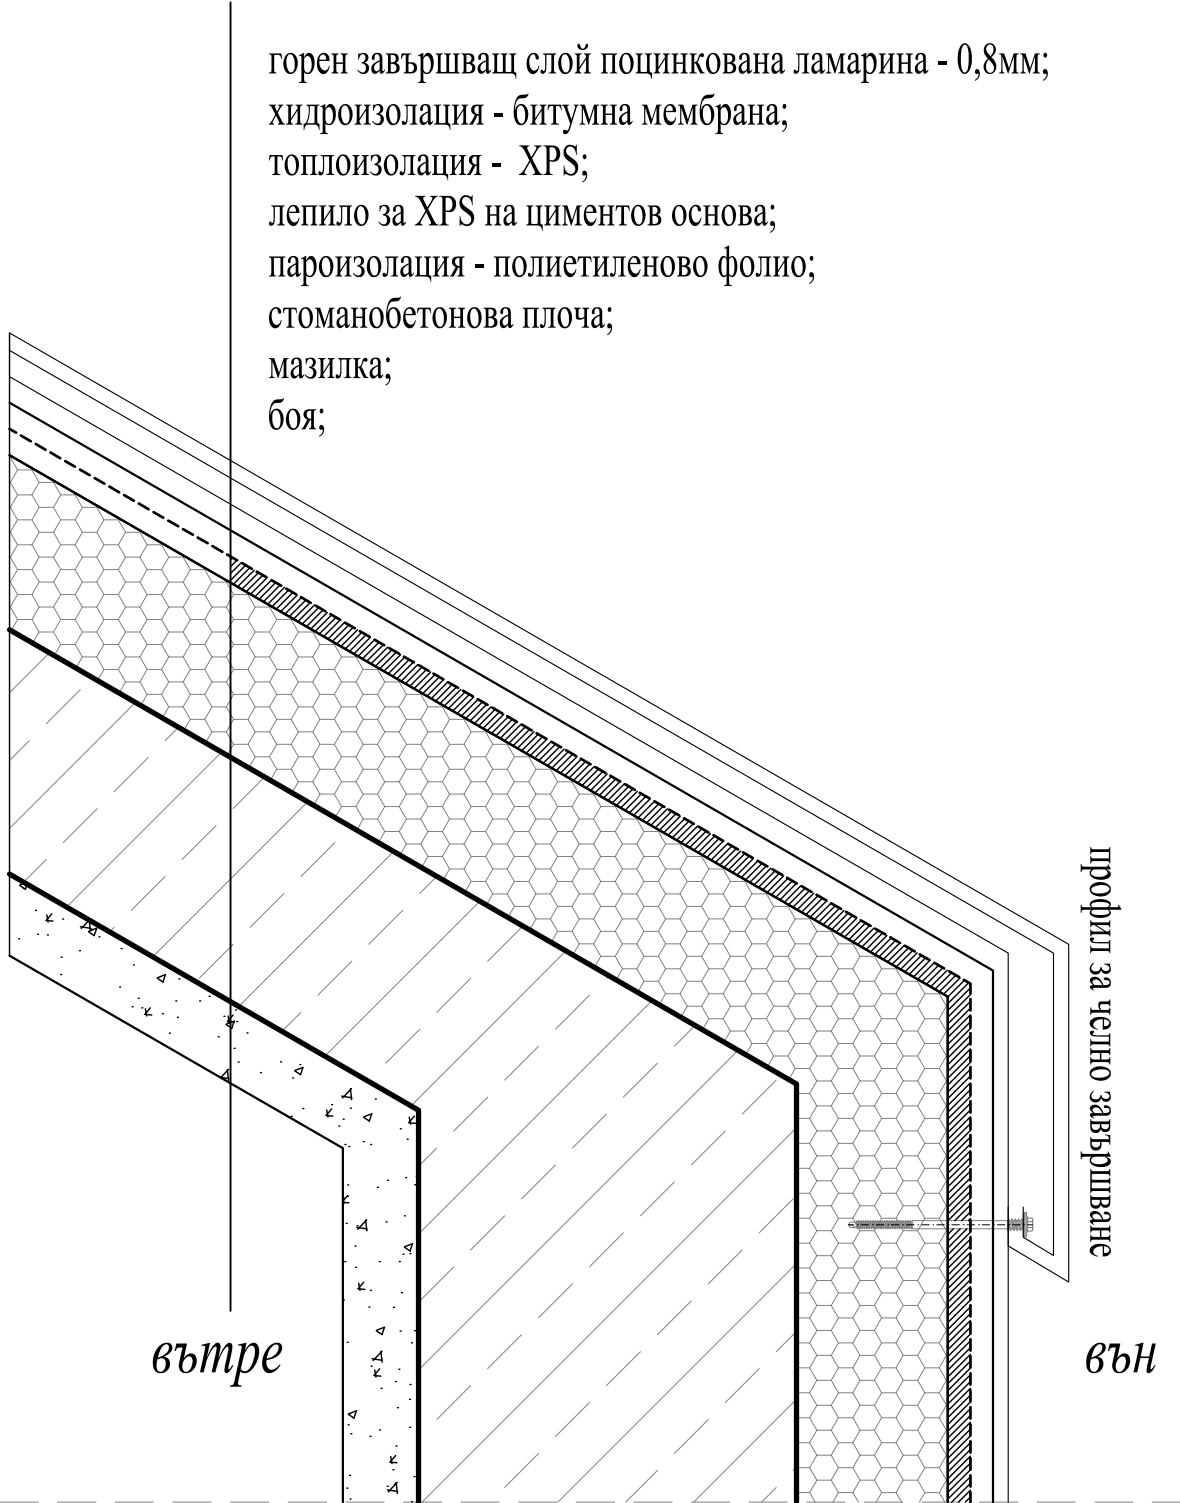 горен завършващ слой поцинкована ламарина - 0,8мм;
хидроизолация - битумна мембрана;
топлоизолация - XPS;
лепило за XPS на циментов основа;
пароизолация - полиетиленово фолио;
стоманобетонова плоча;
мазилка;
боя;
профил за челно завършване
вътре
вън